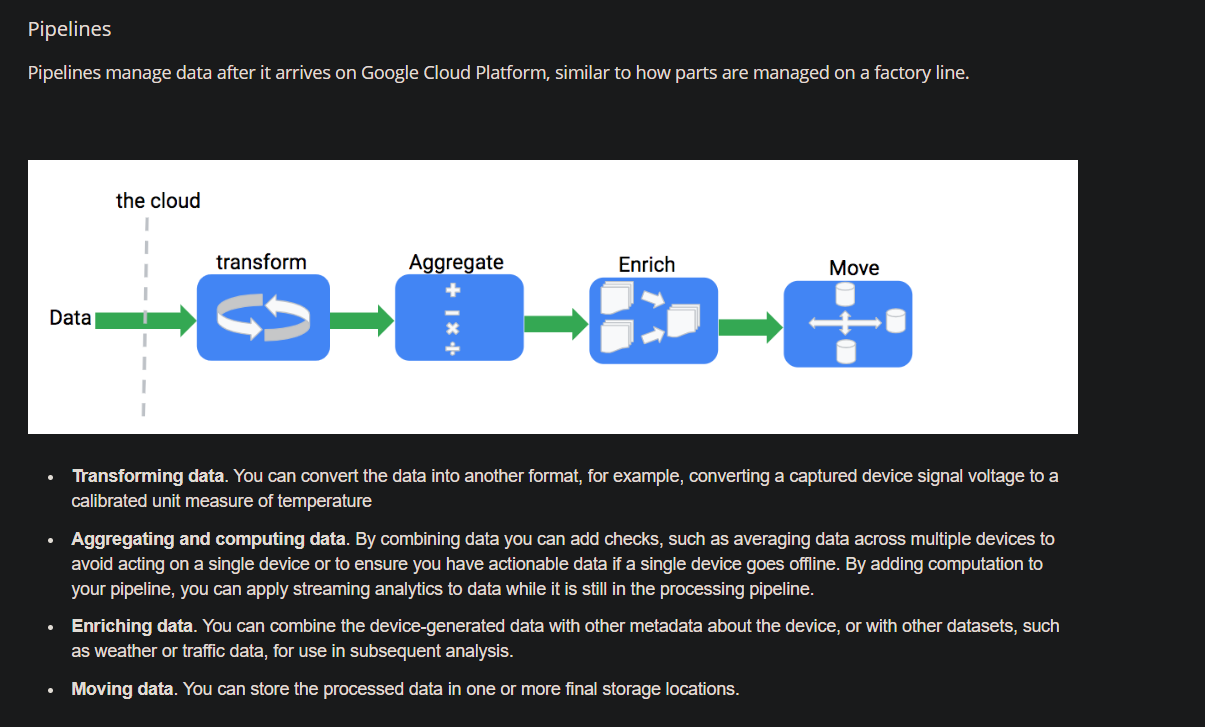 Pipelines
Pipelines manage data after it arrives on Google Cloud Platform, similar to how parts are managed on a factory line.
the cloud
transform
Aggregate
Enrich
Move
Data
• Transforming data. You can convert the data into another format, for example, converting a captured device signal voltage to a
calibrated unit measure of temperature
• Aggregating and computing data. By combining data you can add checks, such as averaging data across multiple devices to
avoid acting on a single device or to ensure you have actionable data if a single device goes offline. By adding computation to
your pipeline, you can apply streaming analytics to data while it is still in the processing pipeline.
• Enriching data. You can combine the device-generated data with other metadata about the device, or with other datasets, such
as weather or traffic data, for use in subsequent analysis.
• Moving data. You can store the processed data in one or more final storage locations.